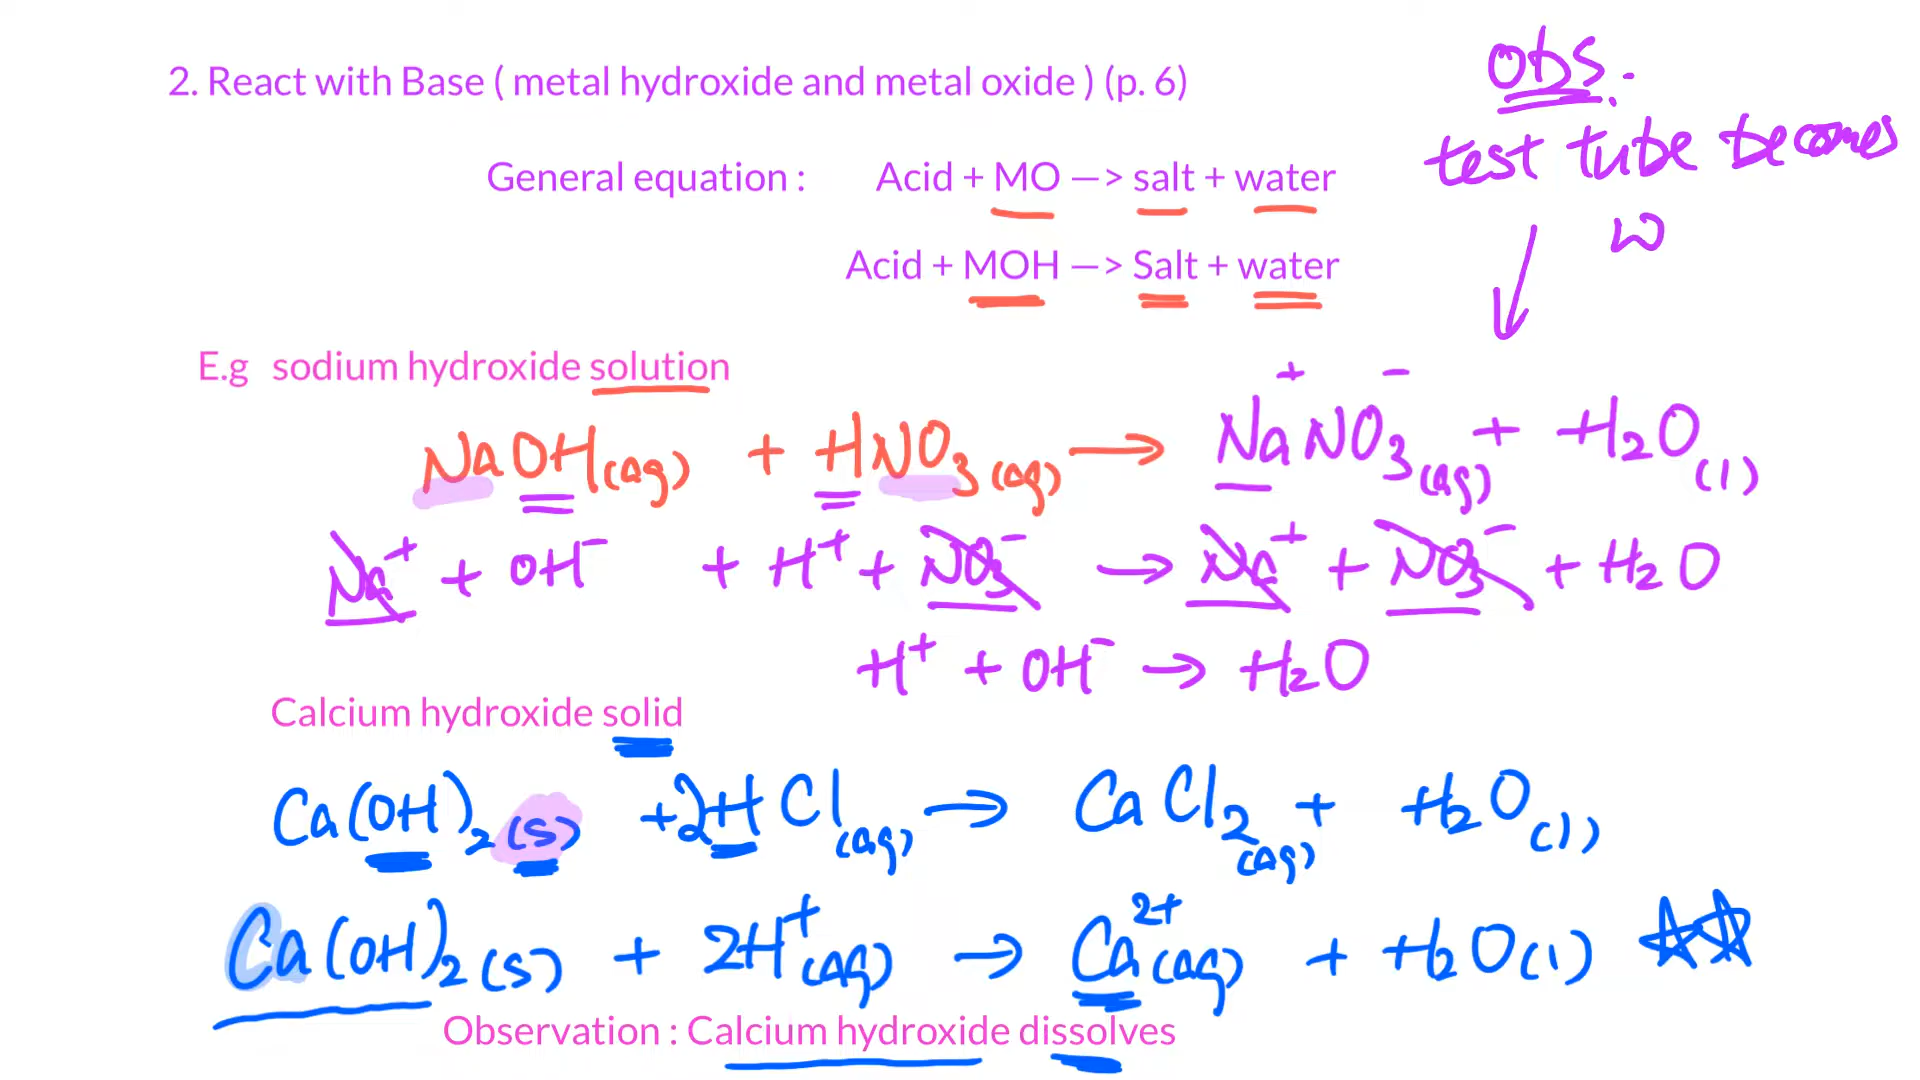 2. React with Base ( metal hydroxide and metal oxide ) (p. 6)
obs.:
test tube becomes
w
General equation : Acid + MO —> salt + water
Acid + MOH —> Salt + water
E.g sodium hydroxide solution
NaOH(aq) + HNO3(aq) → Na⁺NO3⁻(aq) + H2O(l)
Na⁺ + OH⁻ + H⁺ + NO3⁻ → Na⁺ + NO3⁻ + H2O
H⁺ + OH⁻ → H2O
Calcium hydroxide solid
Ca(OH)2(s) + 2HCl(aq) → CaCl2(aq) + H2O(l)
Ca(OH)2(s) + 2H⁺(aq) → Ca²⁺(aq) + H2O(l)
Observation : Calcium hydroxide dissolves